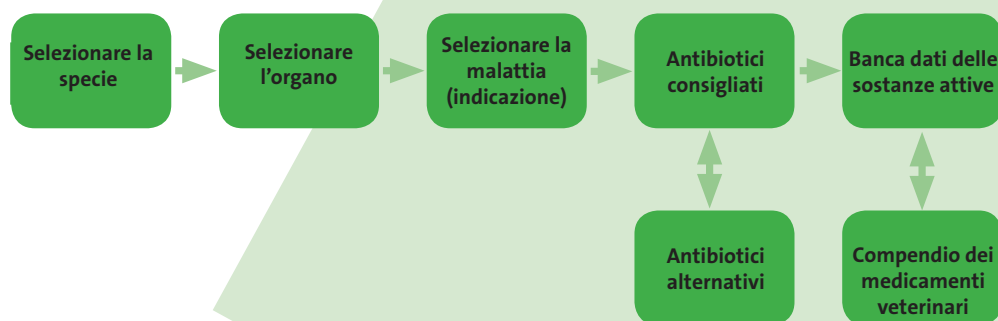 Selezionare la
specie
Selezionare
l'organo
Selezionare la
malattia
(indicazione)
Antibiotici
consigliati
Banca dati delle
sostanze attive
Antibiotici
alternativi
Compendio dei
medicamenti
veterinari